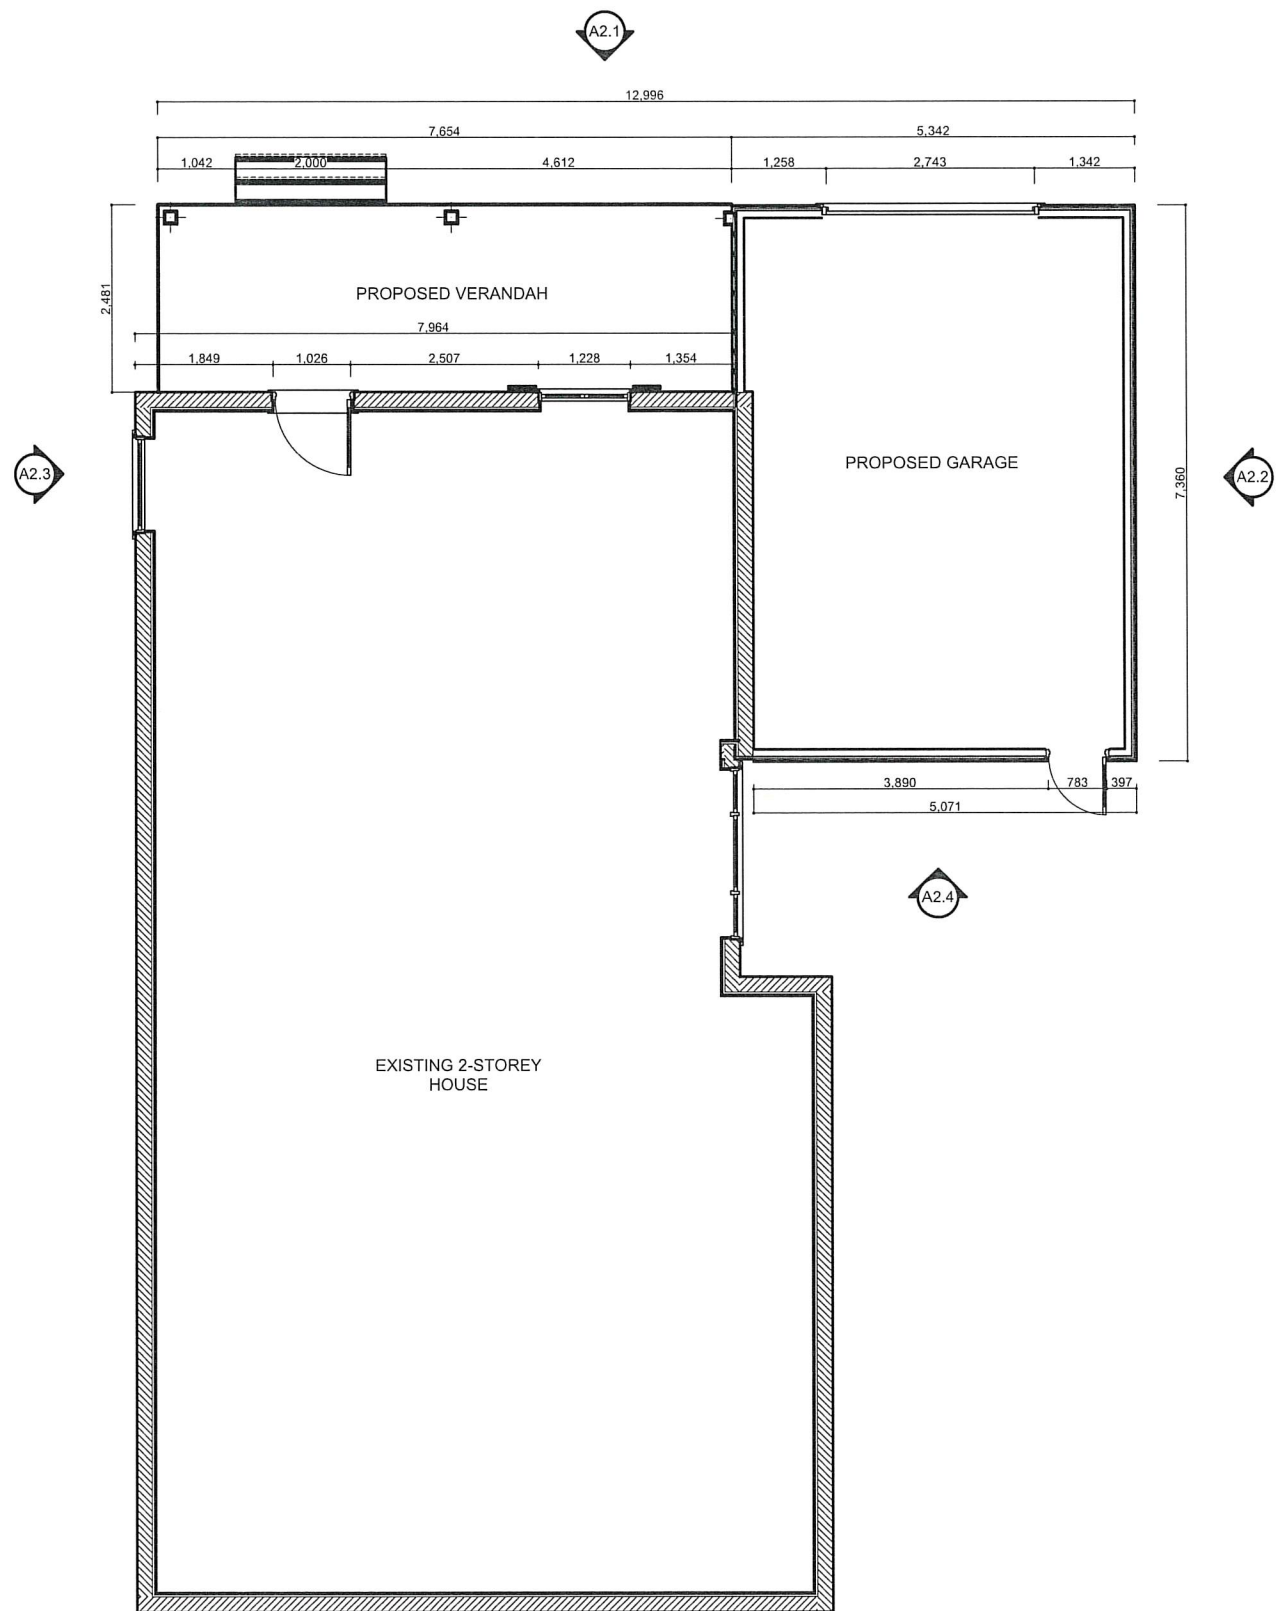 A2.1
12,996
7,654
5,342
1,042
2,000
4,612
1,258
2,743
1,342
2,481
PROPOSED VERANDAH
7,964
1,849
1,026
2,507
1,228
1,354
A2.3
PROPOSED GARAGE
A2.2
7,360
3,890
783
397
5,071
A2.4
EXISTING 2-STOREY
HOUSE